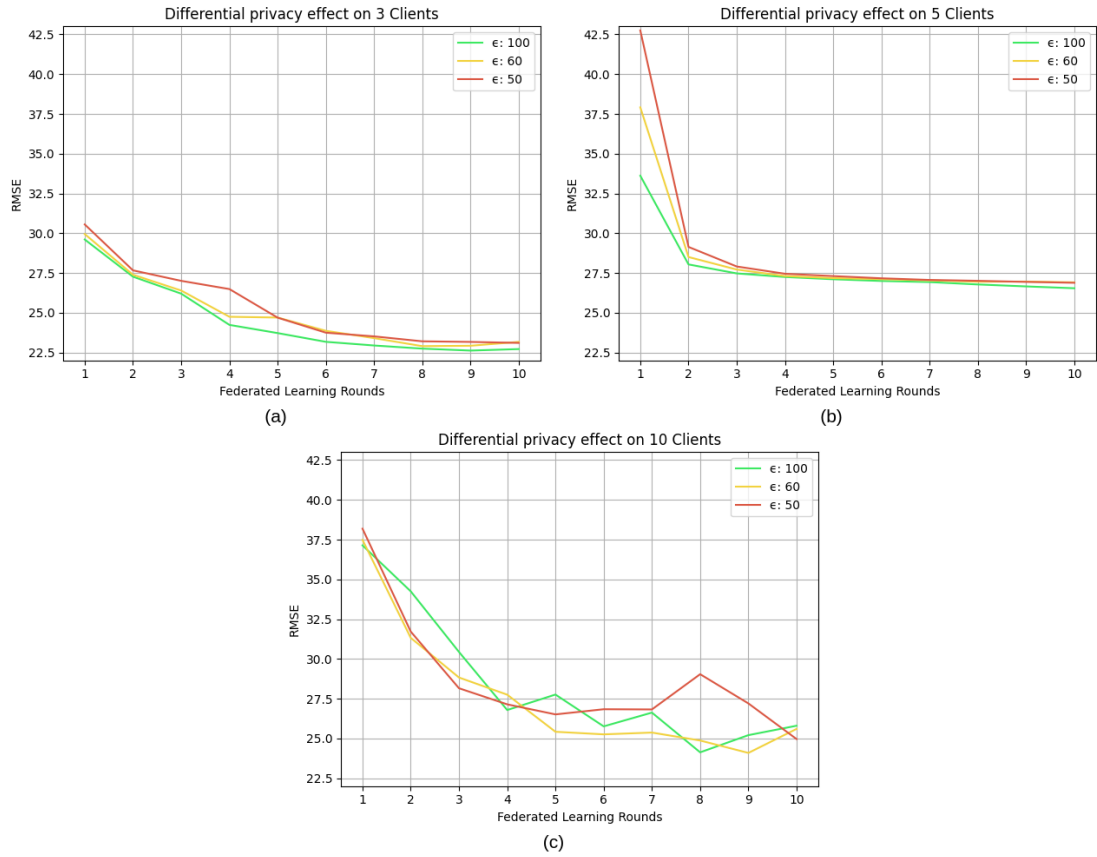 Differential privacy effect on 3 Clients
42.5
40.0
37.5
35.0
32.5
30.0
27.5
25.0
22.5
RMSE
ϵ: 100
ϵ: 60
ϵ: 50
1 2 3 4 5 6 7 8 9 10
Federated Learning Rounds
(a)
Differential privacy effect on 5 Clients
42.5
40.0
37.5
35.0
32.5
30.0
27.5
25.0
22.5
RMSE
ϵ: 100
ϵ: 60
ϵ: 50
1 2 3 4 5 6 7 8 9 10
Federated Learning Rounds
(b)
Differential privacy effect on 10 Clients
42.5
40.0
37.5
35.0
32.5
30.0
27.5
25.0
22.5
RMSE
ϵ: 100
ϵ: 60
ϵ: 50
1 2 3 4 5 6 7 8 9 10
Federated Learning Rounds
(c)